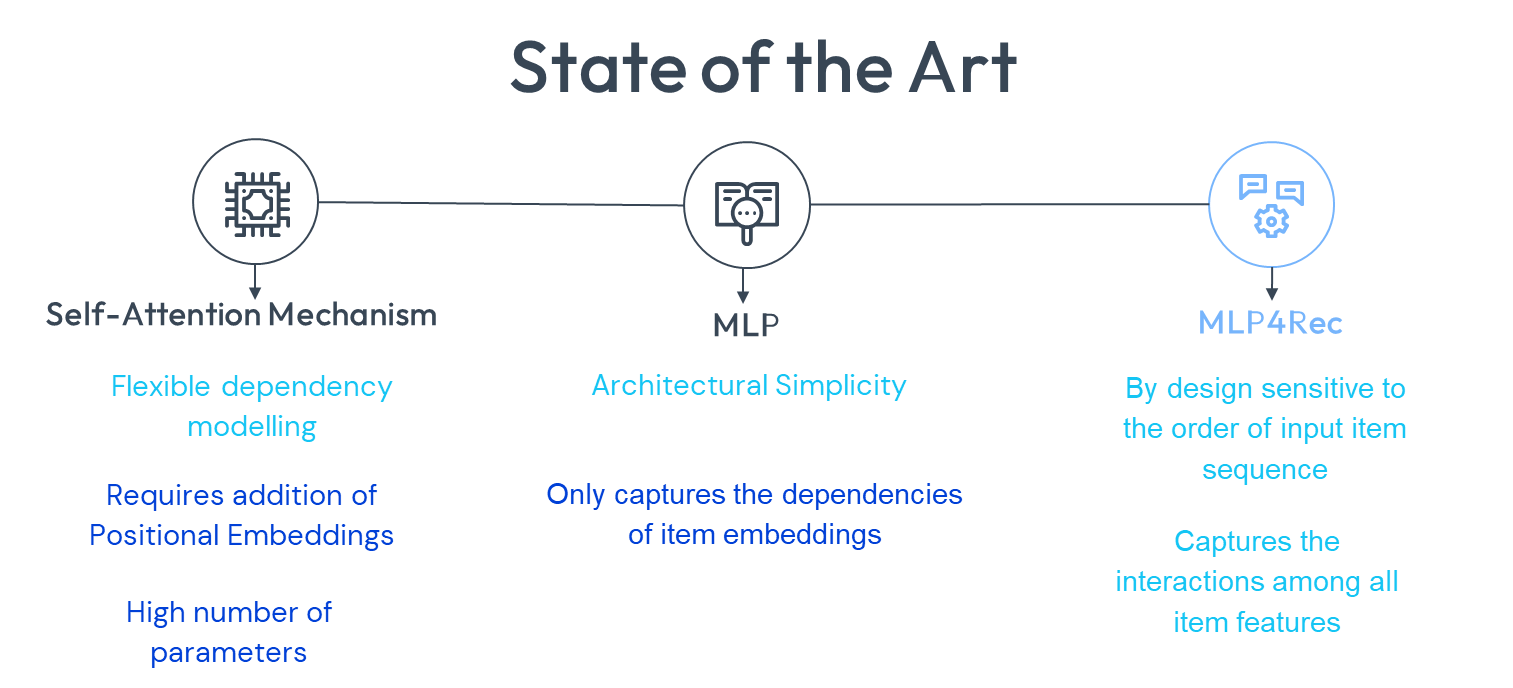 State of the Art
Self-Attention Mechanism
Flexible dependency
modelling
Requires addition of
Positional Embeddings
High number of
parameters
MLP
Architectural Simplicity
Only captures the dependencies
of item embeddings
MLP4Rec
By design sensitive to
the order of input item
sequence
Captures the
interactions among all
item features